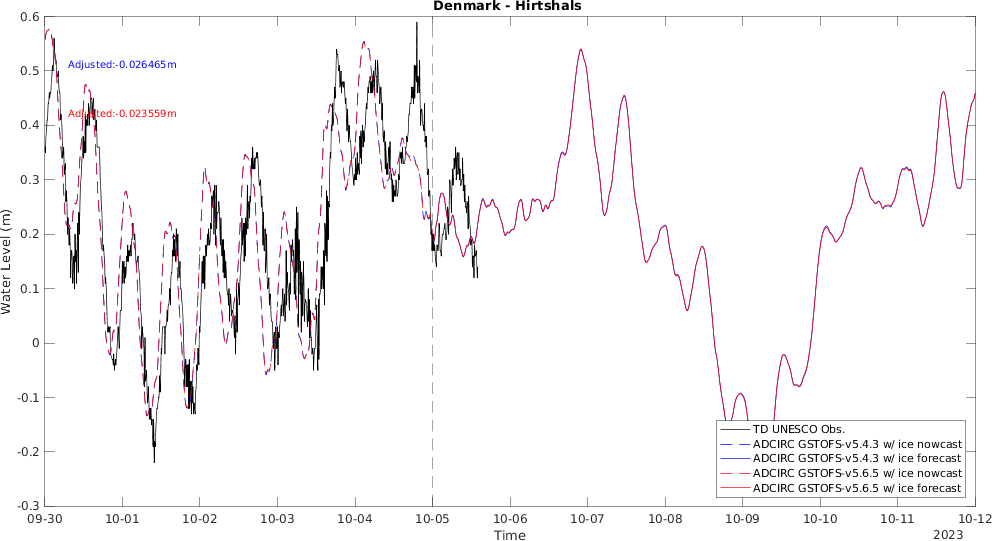 Denmark - Hirtshals
0.6
0.5
0.4
0.3
0.2
0.1
0
-0.1
-0.2
-0.3
Water Level (m)
Adjusted:-0.026465m
Adjusted:-0.023559m
TD UNESCO Obs.
ADCIRC GSTOFS-v5.4.3 w/ ice nowcast
ADCIRC GSTOFS-v5.4.3 w/ ice forecast
ADCIRC GSTOFS-v5.6.5 w/ ice nowcast
ADCIRC GSTOFS-v5.6.5 w/ ice forecast
09-30 10-01 10-02 10-03 10-04 10-05 10-06 10-07 10-08 10-09 10-10 10-11 10-12
Time
2023